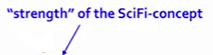 “strength” of the SciFi-concept